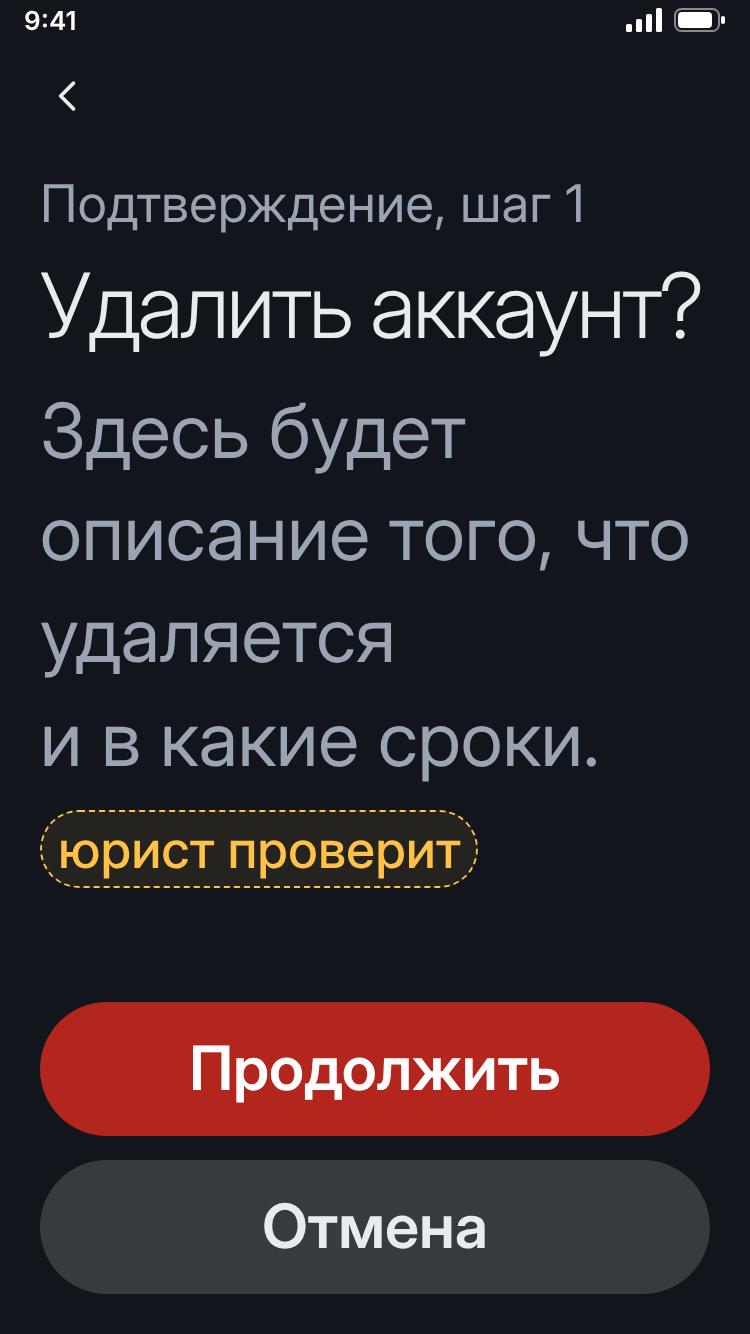 9:41
Подтверждение, шаг 1
Удалить аккаунт?
Здесь будет
описание того, что
удаляется
и в какие сроки.
юрист проверит
Продолжить
Отмена